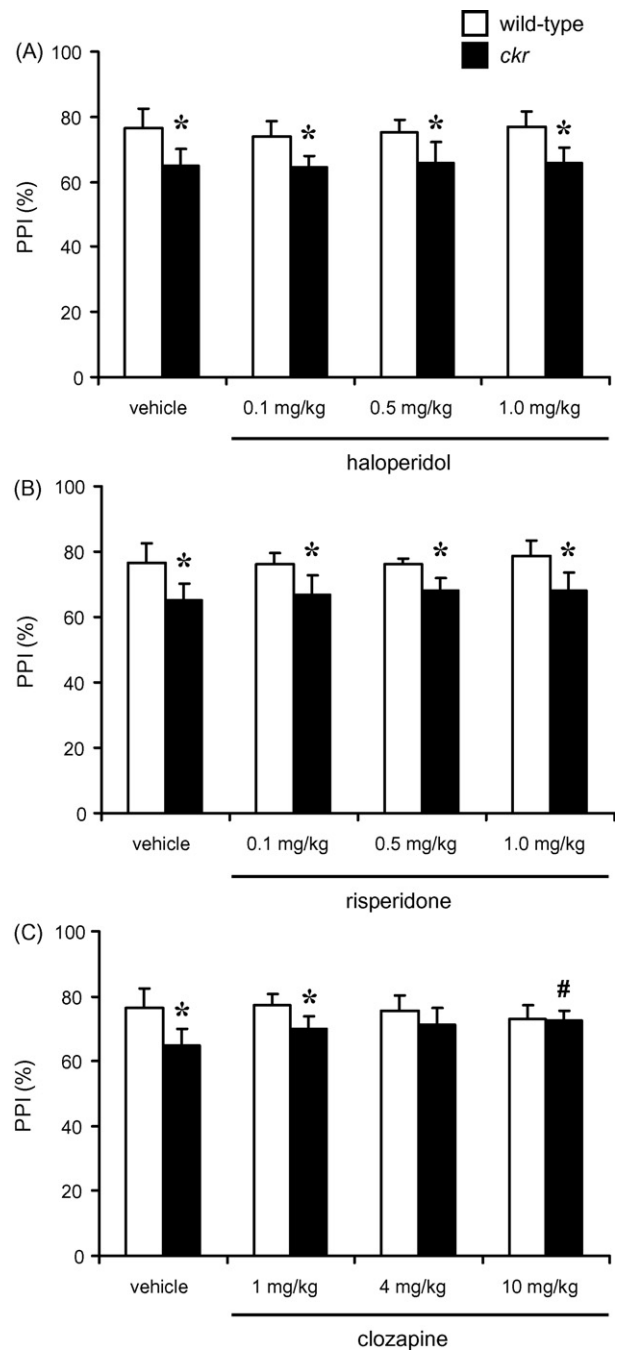 wild-type
ckr
(A)
100
80
*
*
*
*
60
40
20
0
PPI (%)
vehicle
0.1 mg/kg
0.5 mg/kg
1.0 mg/kg
haloperidol
(B)
100
80
*
*
*
*
60
40
20
0
PPI (%)
vehicle
0.1 mg/kg
0.5 mg/kg
1.0 mg/kg
risperidone
(C)
100
80
*
*
#
60
40
20
0
PPI (%)
vehicle
1 mg/kg
4 mg/kg
10 mg/kg
clozapine